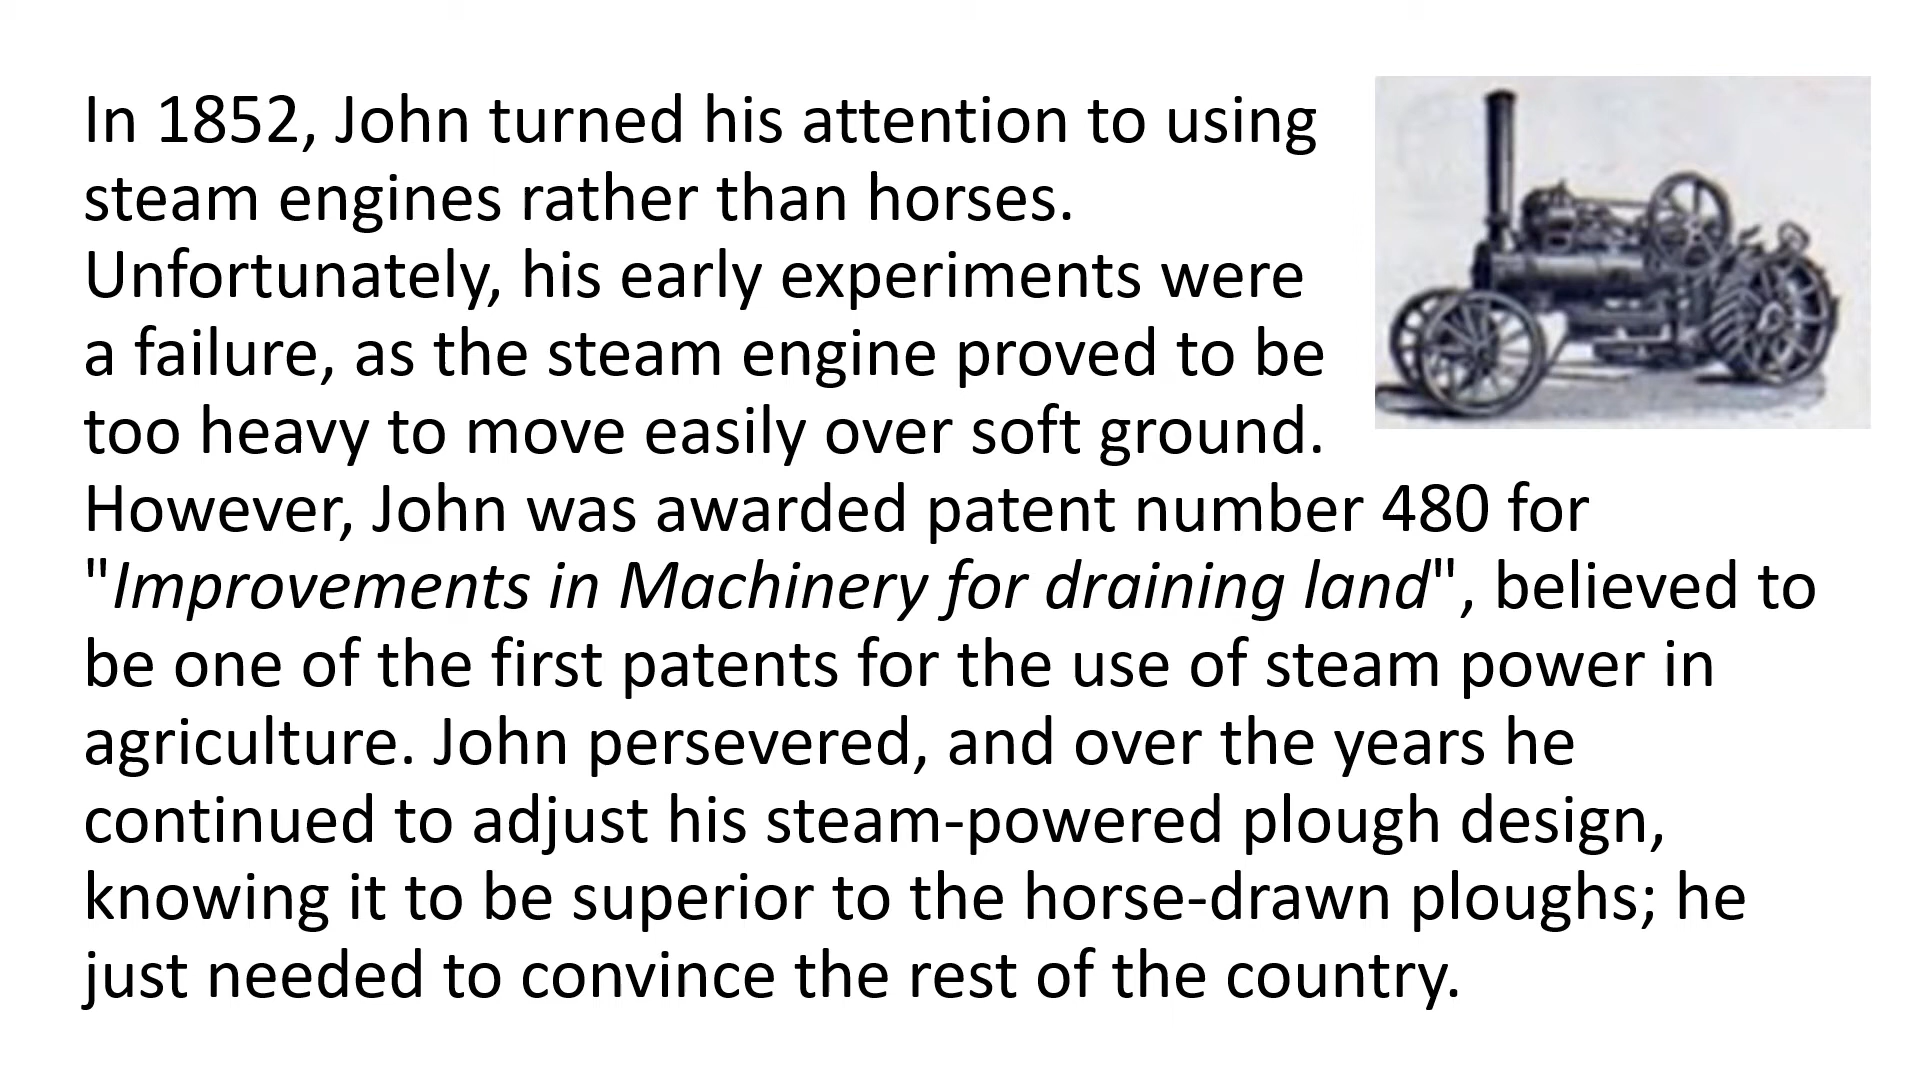 In 1852, John turned his attention to using
steam engines rather than horses.
Unfortunately, his early experiments were
a failure, as the steam engine proved to be
too heavy to move easily over soft ground.
However, John was awarded patent number 480 for
"Improvements in Machinery for draining land", believed to
be one of the first patents for the use of steam power in
agriculture. John persevered, and over the years he
continued to adjust his steam-powered plough design,
knowing it to be superior to the horse-drawn ploughs; he
just needed to convince the rest of the country.